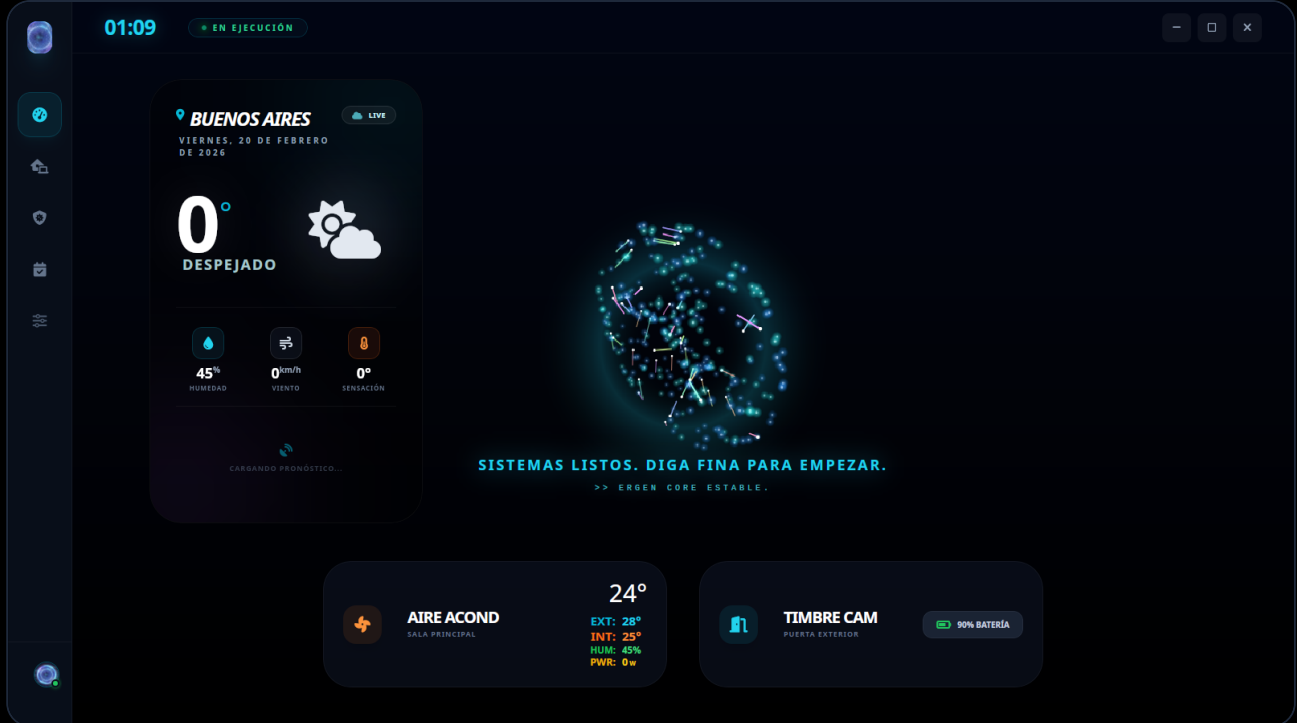 01:09
EN EJECUCIÓN
BUENOS AIRES
LIVE
VIERNES, 20 DE FEBRERO
DE 2026
0°
DESPEJADO
45%
0km/h
0°
HUMEDAD
VIENTO
SENSACIÓN
CARGANDO PRONÓSTICO...
SISTEMAS LISTOS. DIGA FINA PARA EMPEZAR.
>> ERGEN CORE ESTABLE.
AIRE ACOND
SALA PRINCIPAL
24°
EXT: 28°
INT: 25°
HUM: 45%
PWR: 0w
TIMBRE CAM
PUERTA EXTERIOR
90% BATERÍA